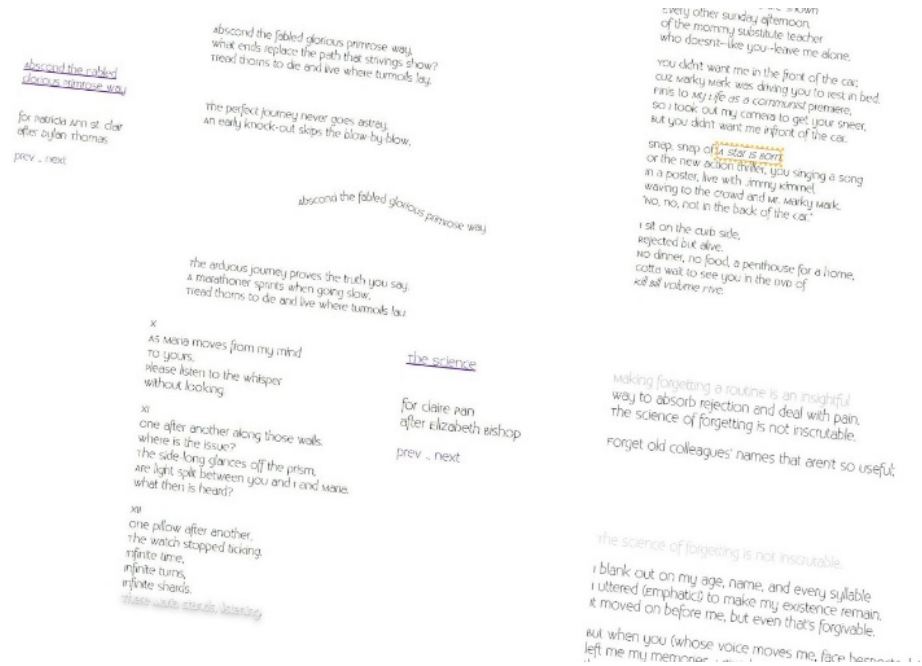 Abscond the fabled
glorious primrose way
for Patricia Ann St. Clair
after Dylan Thomas
prev .. next
Abscond the fabled glorious primrose way,
What ends replace the path that strivings show?
Tread thorns to die and live where turmoils lay.
The perfect journey never goes astray,
An early knock-out skips the blow-by-blow,
Abscond the fabled glorious primrose way
The arduous journey proves the truth you say.
A marathoner sprints when going slow,
Tread thorns to die and live where turmoils lay
X
As Maria moves from my mind
To yours,
Please listen to the whisper
Without looking
XI
One after another along those walls.
Where is the issue?
The side-long glances off the prism,
Are light split between you and I and Maria.
What then is heard?
XII
One pillow after another.
The watch stopped ticking.
Infinite time,
Infinite turns,
Infinite shards.
listening
The science
for Claire Pan
after Elizabeth Bishop
prev .. next
shown
Every other sunday afternoon,
of the mommy substitute teacher
who doesnt--like you--leave me alone.
You didn't want me in the front of the car;
Cuz Marky Mark was driving you to rest in bed.
Finis to My Life as a Communist premiere,
So I took out my camera to get your sneer,
But you didn't want me infront of the car.
Snap, snap of A Star is Born,
or the new action thriller, you singing a song
in a poster, live with Jimmy Kimmel,
waving to the crowd and Mr. Marky Mark.
"No, no, not in the back of the car."
I sit on the curb side,
Rejected but alive.
No dinner, no food, a penthouse for a home,
Gotta wait to see you in the DVD of
Kill Bill Volume Five.
Making forgetting a routine is an insightful
way to absorb rejection and deal with pain.
The science of forgetting is not inscrutable.
Forget old colleagues' names that arent so useful;
The science of forgetting is not inscrutable.
I blank out on my age, name, and every syllable
I uttered (Emphatic!) to make my existence remain.
It moved on before me, but even that's forgivable.
But when you (whose voice moves me, face
left me my memories